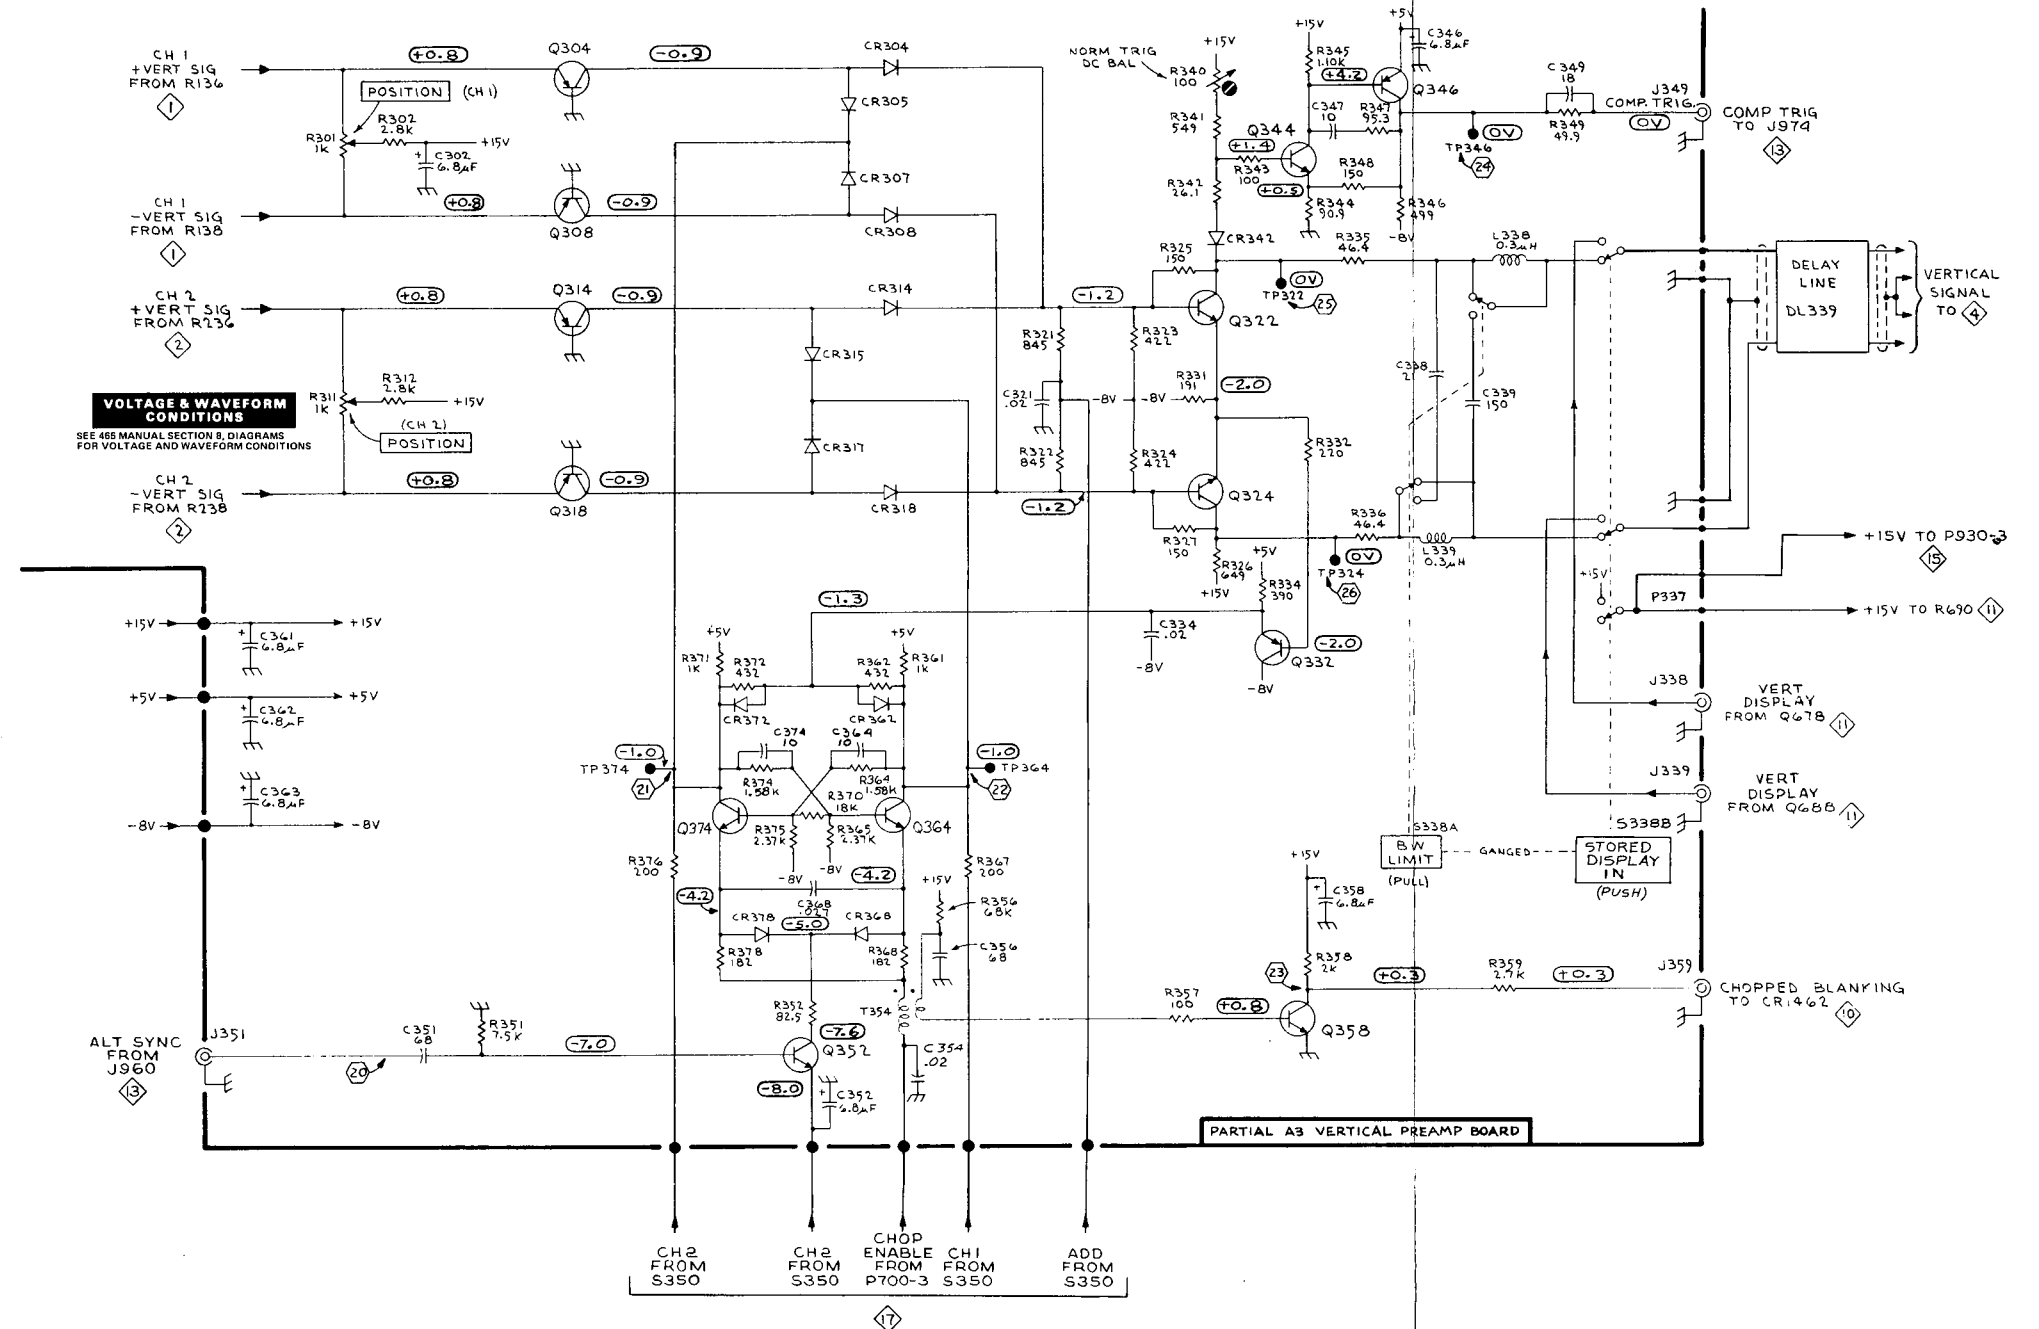 CH 1
+VERT SIG
FROM R136
1
+0.8
Q304
-0.9
CR304
POSITION (CH 1)
R302
2.8K
+15V
R301
1K
C302
6.8µF
CR305
CR307
CH 1
-VERT SIG
FROM R138
1
+0.8
Q308
-0.9
CR308
CH 2
+VERT SIG
FROM R236
2
+0.8
Q314
-0.9
CR314
CR315
R312
2.8K
+15V
R311
1K
(CH 2)
POSITION
VOLTAGE & WAVEFORM
CONDITIONS
SEE 465 MANUAL SECTION 8, DIAGRAMS
FOR VOLTAGE AND WAVEFORM CONDITIONS
CR317
CH 2
-VERT SIG
FROM R238
2
+0.8
Q318
-0.9
CR318
NORM TRIG
DC BAL
+15V
R340
100
R341
549
R342
26.1
CR342
+1.4
R343
100
Q344
+0.5
R344
90.9
+15V
R345
1.10K
+4.2
C347
10
R347
95.3
R348
150
+5V
C346
6.8µF
Q346
R346
499
-8V
0V
TP346
24
C349
18
R349
49.9
COMP. TRIG.
0V
J349
COMP TRIG
TO J974
13
R325
150
-1.2
Q322
0V
TP322
25
R335
46.4
L338
0.3µH
R321
845
R323
422
R331
191
-2.0
C321
.02
-8V
-8V
R322
845
R324
422
R332
220
C338
21
C339
150
-1.2
Q324
R327
150
R326
649
+15V
R336
46.4
L339
0.3µH
0V
TP324
26
DELAY
LINE
DL339
VERTICAL
SIGNAL
TO 4
+5V
R334
390
C334
.02
-8V
-2.0
Q332
-8V
+15V
P337
+15V TO P930-3
15
+15V TO R690 11
J338
VERT
DISPLAY
FROM Q678 11
J339
VERT
DISPLAY
FROM Q688
11
S338A
BW
LIMIT
(PULL)
GANGED
S338B
STORED
DISPLAY
IN
(PUSH)
+15V
C361
6.8µF
+15V
+5V
C362
6.8µF
+5V
-8V
C363
6.8µF
-8V
-1.3
+5V
R371
1K
R372
432
R362
432
+5V
R361
1K
CR372
CR362
C374
10
C364
10
-1.0
TP374
21
R374
1.58K
R364
1.58K
-1.0
TP364
22
R370
18K
Q374
R375
2.37K
R365
2.37K
Q364
-8V
-8V
R376
200
-4.2
C368
.027
-4.2
R367
200
CR378
-5.0
CR368
R378
182
R368
182
+15V
R356
68K
C356
68
R352
82.5
T354
-7.6
Q352
C354
.02
-8.0
C352
6.8µF
ALT SYNC
FROM
J960
13
J351
20
C351
68
R351
7.5K
-7.0
R357
100
+0.8
Q358
+15V
C358
6.8µF
R358
2K
23
+0.3
R359
2.7K
+0.3
J359
CHOPPED BLANKING
TO CR1462
10
PARTIAL A3 VERTICAL PREAMP BOARD
CH2
FROM
S350
CH2
FROM
S350
CHOP
ENABLE
FROM
P700-3
CH1
FROM
S350
ADD
FROM
S350
17